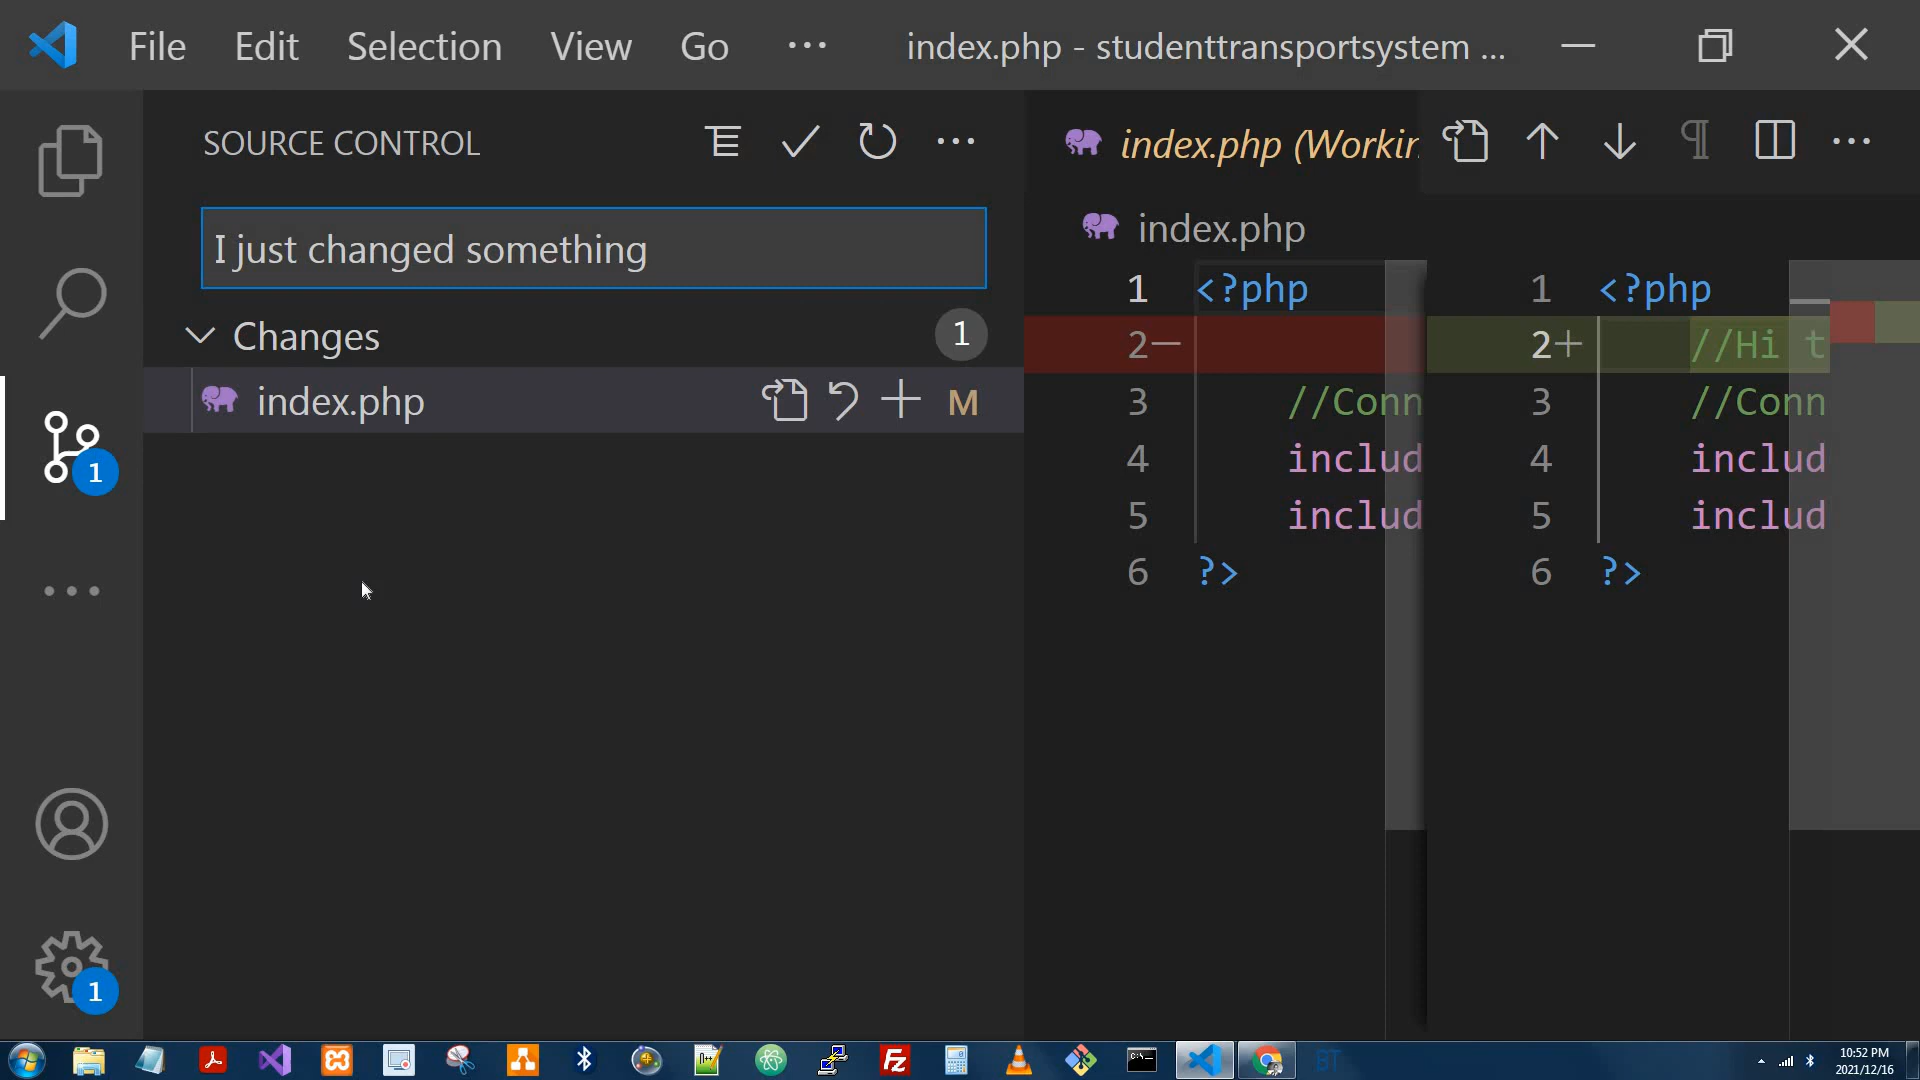 File Edit Selection View Go ··· index.php - studenttransportsystem ...
SOURCE CONTROL
index.php (Workin
I just changed something
index.php
Changes 1
index.php M
1 <?php
2—
3 //Conn
4 includ
5 includ
6 ?>
1 <?php
2+ //Hi t
3 //Conn
4 includ
5 includ
6 ?>
1
1
10:52 PM
2021/12/16